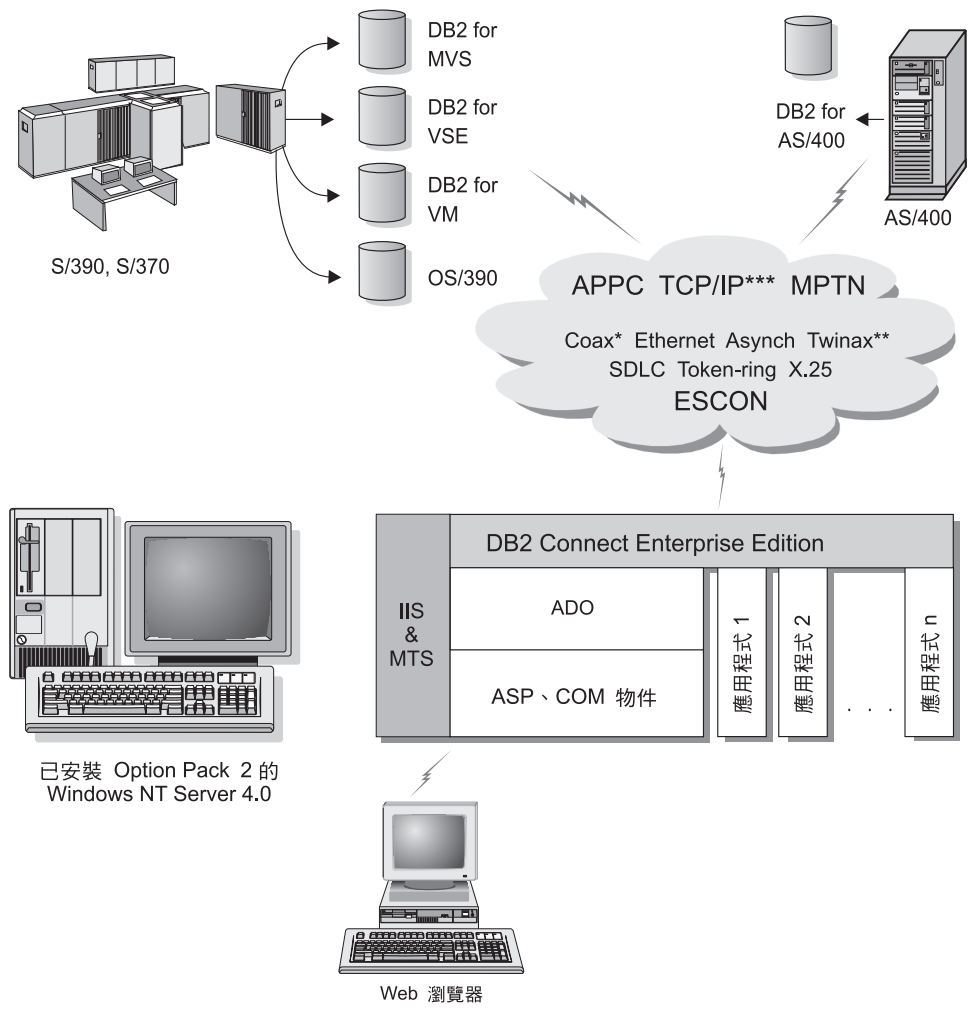 DB2 for
MVS
DB2 for
VSE
DB2 for
VM
OS/390
S/390, S/370
DB2 for
AS/400
AS/400
APPC TCP/IP*** MPTN
Coax* Ethernet Asynch Twinax**
SDLC Token-ring X.25
ESCON
DB2 Connect Enterprise Edition
IIS
&
MTS
ADO
ASP、COM 物件
應用程式 1
應用程式 2
. . .
應用程式 n
已安裝 Option Pack 2 的
Windows NT Server 4.0
Web 瀏覽器